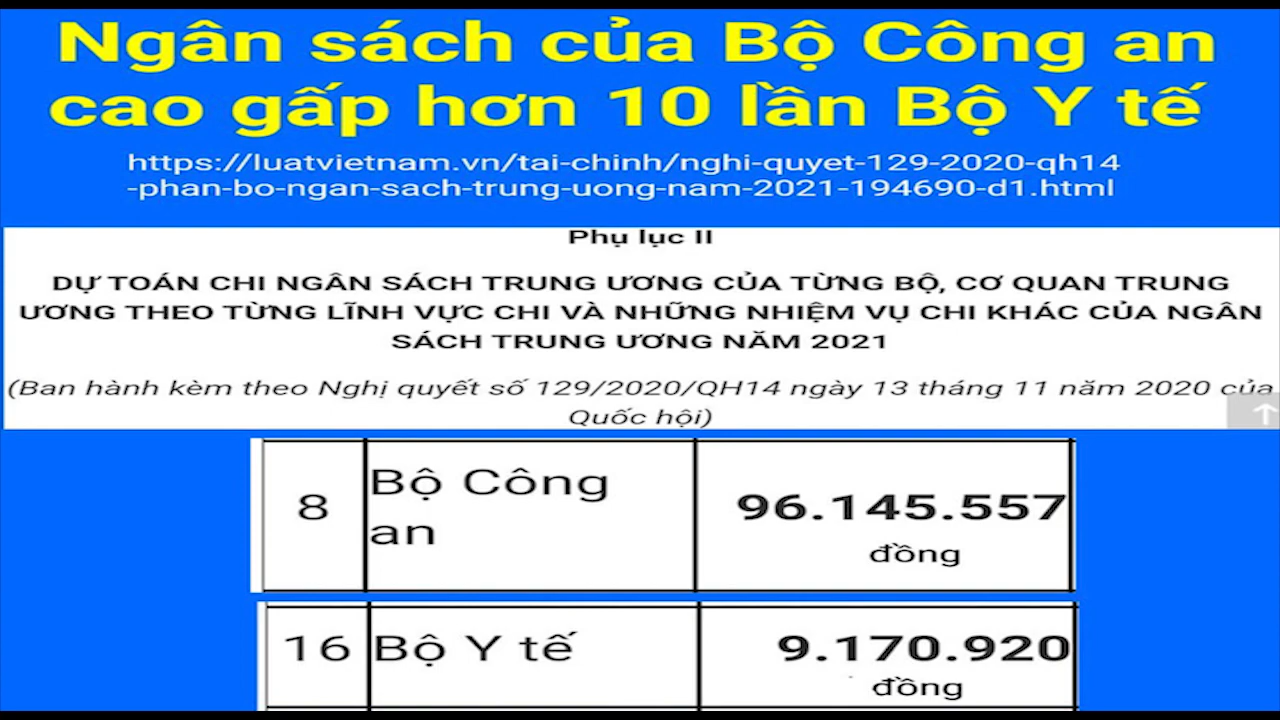 Ngân sách của Bộ Công an
cao gấp hơn 10 lần Bộ Y tế
https://luatvietnam.vn/tai-chinh/nghi-quyet-129-2020-qh14
-phan-bo-ngan-sach-trung-uong-nam-2021-194690-d1.html
Phụ lục II
DỰ TOÁN CHI NGÂN SÁCH TRUNG ƯƠNG CỦA TỪNG BỘ, CƠ QUAN TRUNG
ƯƠNG THEO TỪNG LĨNH VỰC CHI VÀ NHỮNG NHIỆM VỤ CHI KHÁC CỦA NGÂN
SÁCH TRUNG ƯƠNG NĂM 2021
(Ban hành kèm theo Nghị quyết số 129/2020/QH14 ngày 13 tháng 11 năm 2020 của
Quốc hội)
8 Bộ Công an 96.145.557 đồng
16 Bộ Y tế 9.170.920 đồng